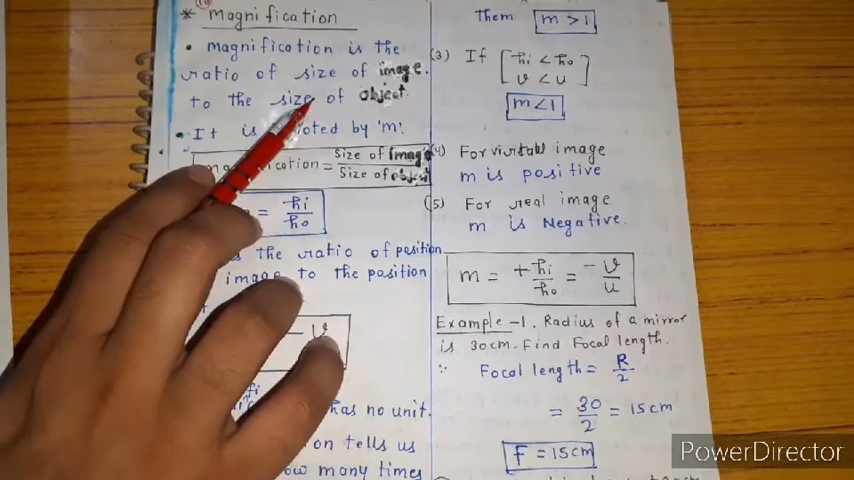 * Magnification
• magnification is the
ratio of size of image.
to the size of object.
• It is denoted by 'm'.
= Size of image
Size of object
= hi
ho
the ratio of position
image to the position
- v
has no unit.
on tells us
how many times
Them m > 1
(3) If hi < ho
v < u
m < 1
(4) For virtual image
m is positive
(5) For real image
m is Negative.
m = + hi/ho = - v/u
Example-1. Radius of a mirror
is 30cm. Find Focal length.
∵ Focal length = R/2
= 30/2 = 15 cm
F = 15cm
PowerDirector